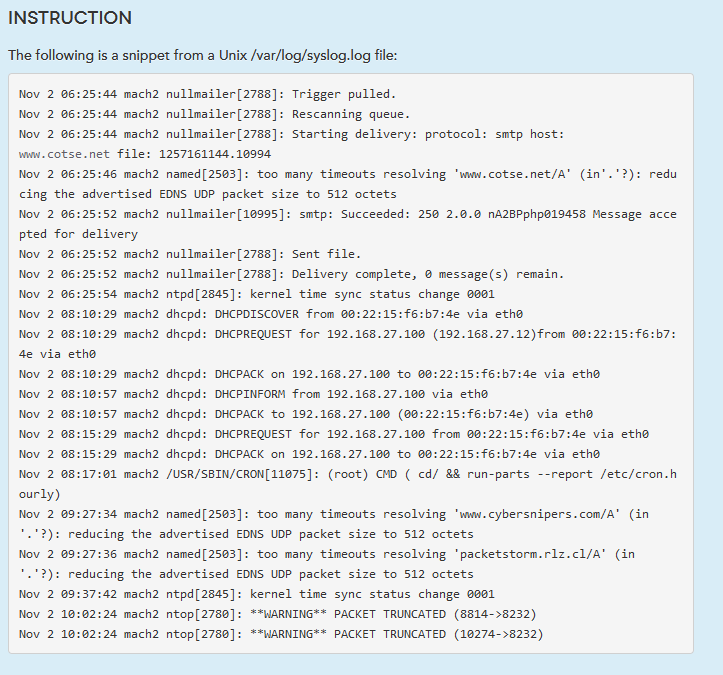 INSTRUCTION
The following is a snippet from a Unix /var/log/syslog.log file:
Nov 2 06:25:44 mach2 nullmailer[2788]: Trigger pulled.
Nov 2 06:25:44 mach2 nullmailer[2788]: Rescanning queue.
Nov 2 06:25:44 mach2 nullmailer[2788]: Starting delivery: protocol: smtp host:
www.cotse.net file: 1257161144.10994
Nov 2 06:25:46 mach2 named[2503]: too many timeouts resolving 'www.cotse.net/A' (in'.'?): redu
cing the advertised EDNS UDP packet size to 512 octets
Nov 2 06:25:52 mach2 nullmailer[10995]: smtp: Succeeded: 250 2.0.0 nA2BPphp019458 Message acce
pted for delivery
Nov 2 06:25:52 mach2 nullmailer[2788]: Sent file.
Nov 2 06:25:52 mach2 nullmailer[2788]: Delivery complete, 0 message(s) remain.
Nov 2 06:25:54 mach2 ntpd[2845]: kernel time sync status change 0001
Nov 2 08:10:29 mach2 dhcpd: DHCPDISCOVER from 00:22:15:f6:b7:4e via eth0
Nov 2 08:10:29 mach2 dhcpd: DHCPREQUEST for 192.168.27.100 (192.168.27.12)from 00:22:15:f6:b7:
4e via eth0
Nov 2 08:10:29 mach2 dhcpd: DHCPACK on 192.168.27.100 to 00:22:15:f6:b7:4e via eth0
Nov 2 08:10:57 mach2 dhcpd: DHCPINFORM from 192.168.27.100 via eth0
Nov 2 08:10:57 mach2 dhcpd: DHCPACK to 192.168.27.100 (00:22:15:f6:b7:4e) via eth0
Nov 2 08:15:29 mach2 dhcpd: DHCPREQUEST for 192.168.27.100 from 00:22:15:f6:b7:4e via eth0
Nov 2 08:15:29 mach2 dhcpd: DHCPACK on 192.168.27.100 to 00:22:15:f6:b7:4e via eth0
Nov 2 08:17:01 mach2 /USR/SBIN/CRON[11075]: (root) CMD ( cd/ && run-parts --report /etc/cron.h
ourly)
Nov 2 09:27:34 mach2 named[2503]: too many timeouts resolving 'www.cybersnipers.com/A' (in
'.'?): reducing the advertised EDNS UDP packet size to 512 octets
Nov 2 09:27:36 mach2 named[2503]: too many timeouts resolving 'packetstorm.rlz.cl/A' (in
'.'?): reducing the advertised EDNS UDP packet size to 512 octets
Nov 2 09:37:42 mach2 ntpd[2845]: kernel time sync status change 0001
Nov 2 10:02:24 mach2 ntop[2780]: **WARNING** PACKET TRUNCATED (8814->8232)
Nov 2 10:02:24 mach2 ntop[2780]: **WARNING** PACKET TRUNCATED (10274->8232)